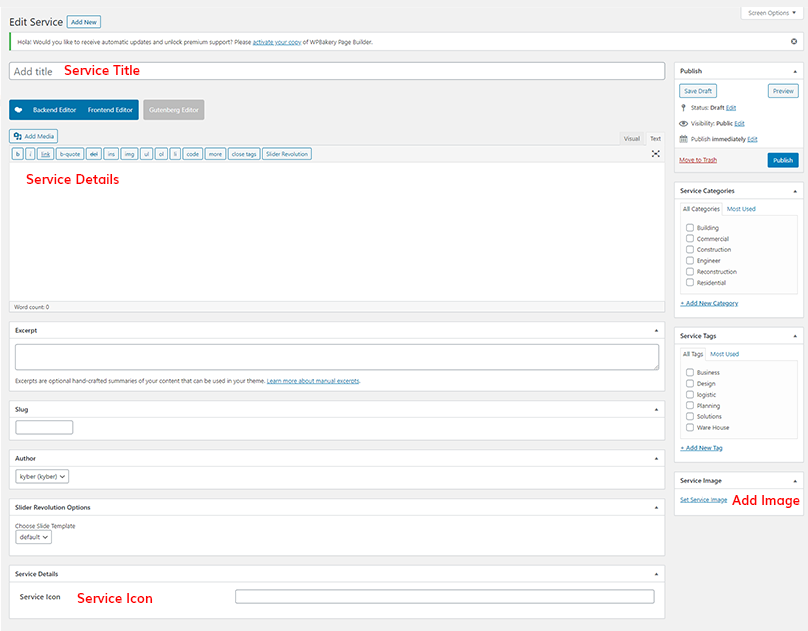 Screen Options
Edit Service Add New
Hola! Would you like to receive automatic updates and unlock premium support? Please activate your copy of WPBakery Page Builder.
Add title Service Title
Backend Editor Frontend Editor Gutenberg Editor
Add Media
Visual Text
b i link b-quote del ins img ul ol li code more close tags Slider Revolution
Service Details
Word count: 0
Excerpt
Excerpts are optional hand-crafted summaries of your content that can be used in your theme. Learn more about manual excerpts.
Slug
Author
kyber (kyber)
Slider Revolution Options
Choose Slide Template
default
Service Details
Service Icon Service Icon
Publish
Save Draft Preview
Status: Draft Edit
Visibility: Public Edit
Publish immediately Edit
Move to Trash Publish
Service Categories
All Categories Most Used
Building
Commercial
Construction
Engineer
Reconstruction
Residential
+ Add New Category
Service Tags
All Tags Most Used
Business
Design
logistic
Planning
Solutions
Ware House
+ Add New Tag
Service Image
Set Service Image Add Image